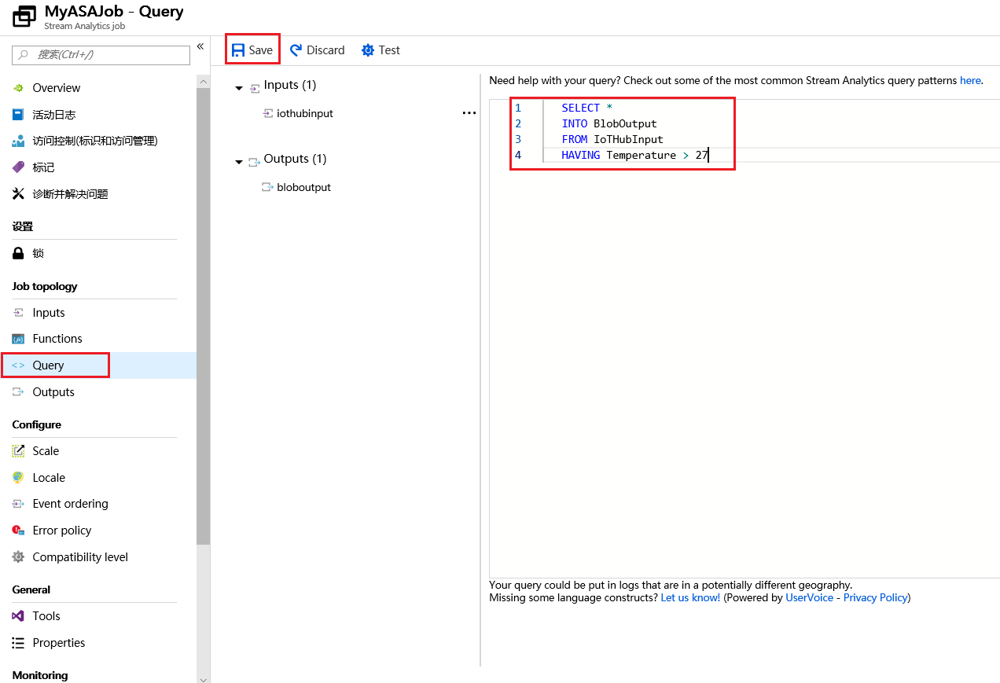 MyASAJob - Query
Stream Analytics job
搜索(Ctrl+/)
«
Overview
活动日志
访问控制(标识和访问管理)
标记
诊断并解决问题
设置
锁
Job topology
Inputs
Functions
<> Query
Outputs
Configure
Scale
Locale
Event ordering
Error policy
Compatibility level
General
Tools
Properties
Monitoring
Save Discard Test
Inputs (1)
iothubinput ...
Outputs (1)
bloboutput
Need help with your query? Check out some of the most common Stream Analytics query patterns here.
1 SELECT *
2 INTO BlobOutput
3 FROM IoTHubInput
4 HAVING Temperature > 27
Your query could be put in logs that are in a potentially different geography.
Missing some language constructs? Let us know! (Powered by UserVoice - Privacy Policy)